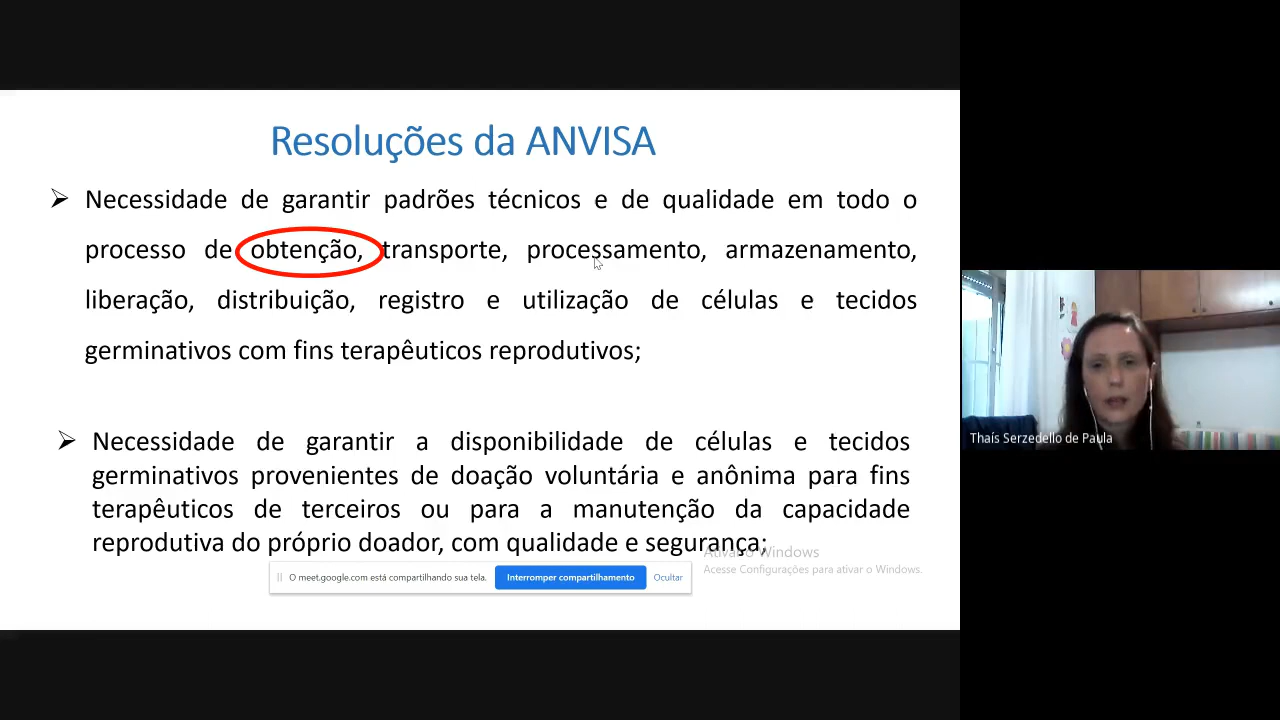 Resoluções da ANVISA
Necessidade de garantir padrões técnicos e de qualidade em todo o
processo de obtenção, transporte, processamento, armazenamento,
liberação, distribuição, registro e utilização de células e tecidos
germinativos com fins terapêuticos reprodutivos;
Necessidade de garantir a disponibilidade de células e tecidos
germinativos provenientes de doação voluntária e anônima para fins
terapêuticos de terceiros ou para a manutenção da capacidade
reprodutiva do próprio doador, com qualidade e segurança;
Ativar o Windows
Acesse Configurações para ativar o Windows.
O meet.google.com está compartilhando sua tela. Interromper compartilhamento Ocultar
Thaís Serzedello de Paula